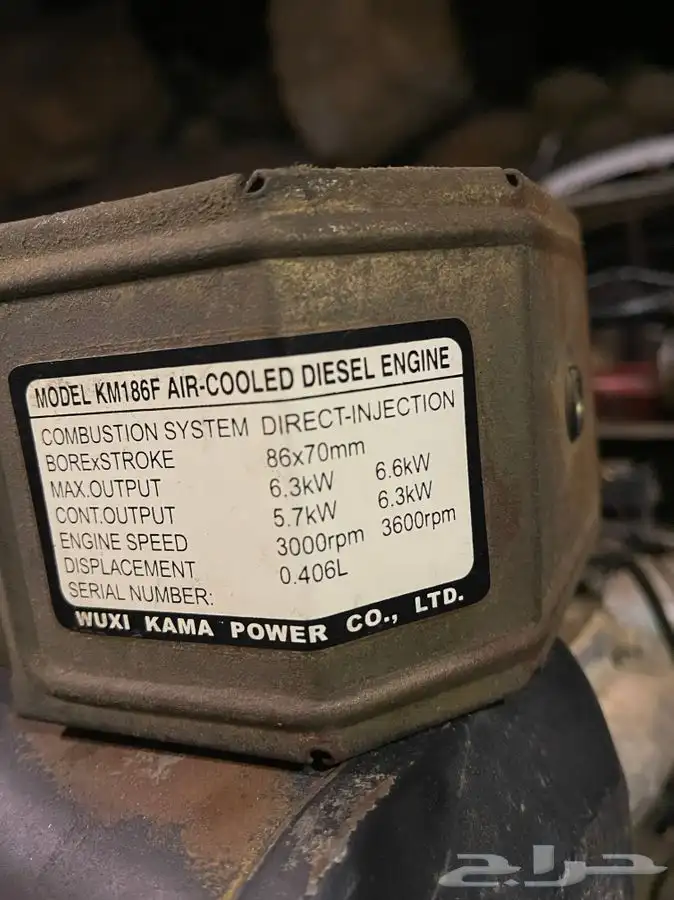 MODEL KM186F AIR-COOLED DIESEL ENGINE
COMBUSTION SYSTEM DIRECT-INJECTION
BORExSTROKE 86x70mm
MAX.OUTPUT 6.3kW 6.6kW
CONT.OUTPUT 5.7kW 6.3kW
ENGINE SPEED 3000rpm 3600rpm
DISPLACEMENT 0.406L
SERIAL NUMBER:
WUXI KAMA POWER CO., LTD.
حراج